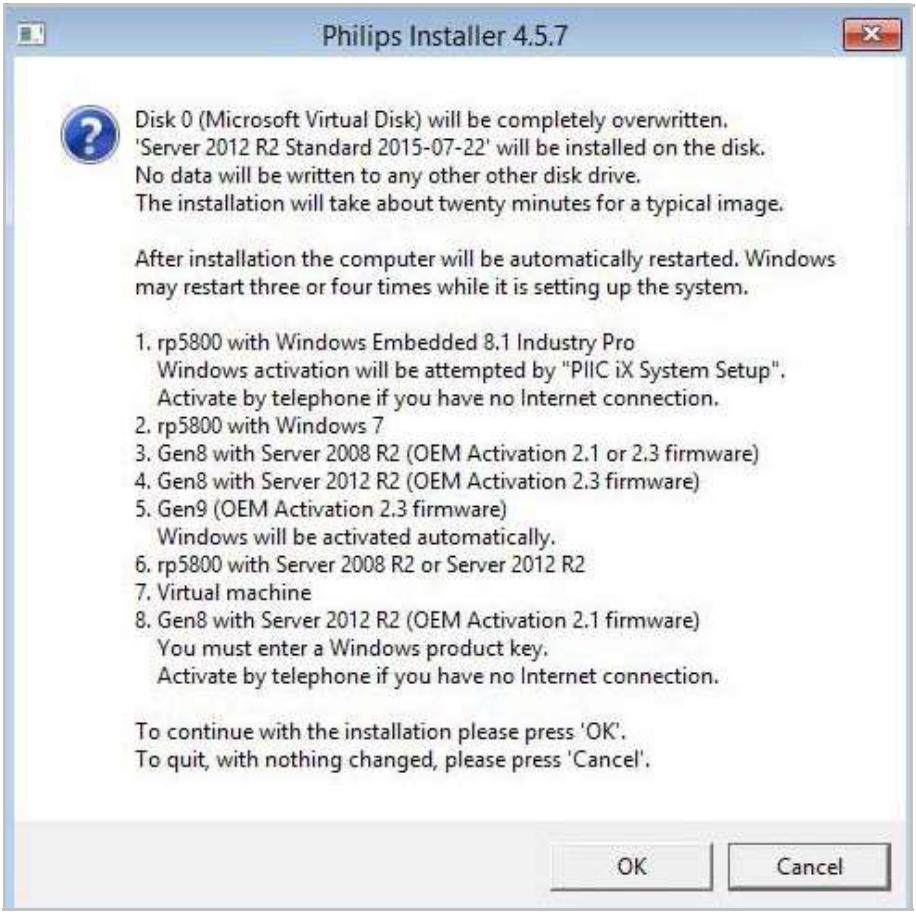 Philips Installer 4.5.7
Disk 0 (Microsoft Virtual Disk) will be completely overwritten.
'Server 2012 R2 Standard 2015-07-22' will be installed on the disk.
No data will be written to any other other disk drive.
The installation will take about twenty minutes for a typical image.
After installation the computer will be automatically restarted. Windows
may restart three or four times while it is setting up the system.
1. rp5800 with Windows Embedded 8.1 Industry Pro
Windows activation will be attempted by "PIIC iX System Setup".
Activate by telephone if you have no Internet connection.
2. rp5800 with Windows 7
3. Gen8 with Server 2008 R2 (OEM Activation 2.1 or 2.3 firmware)
4. Gen8 with Server 2012 R2 (OEM Activation 2.3 firmware)
5. Gen9 (OEM Activation 2.3 firmware)
Windows will be activated automatically.
6. rp5800 with Server 2008 R2 or Server 2012 R2
7. Virtual machine
8. Gen8 with Server 2012 R2 (OEM Activation 2.1 firmware)
You must enter a Windows product key.
Activate by telephone if you have no Internet connection.
To continue with the installation please press 'OK'.
To quit, with nothing changed, please press 'Cancel'.
OK
Cancel